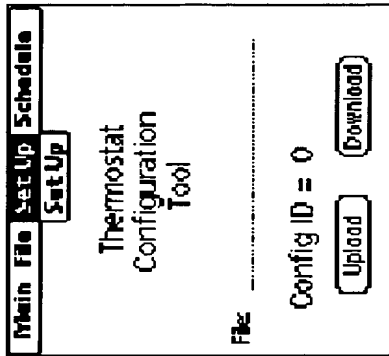 Main File Set Up Schedule
Set Up
Thermostat
Configuration
Tool
File:
Config ID = 0
Upload Download